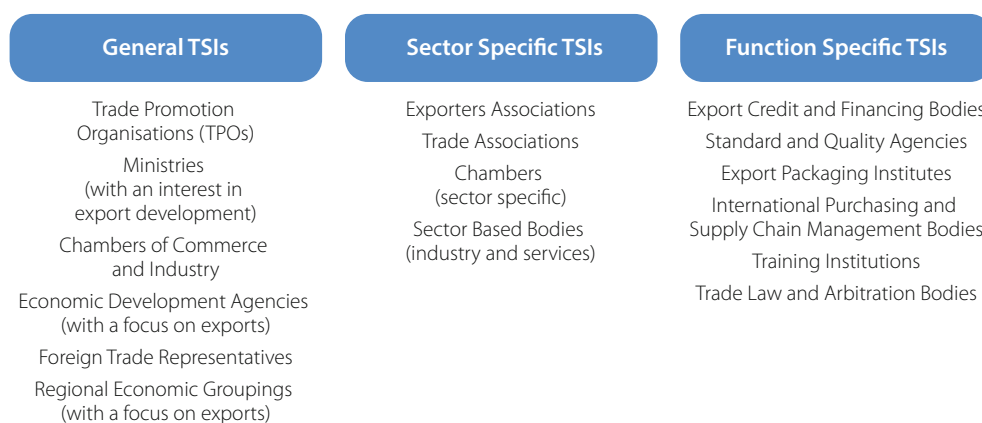 General TSIs
Trade Promotion
Organisations (TPOs)
Ministries
(with an interest in
export development)
Chambers of Commerce
and Industry
Economic Development Agencies
(with a focus on exports)
Foreign Trade Representatives
Regional Economic Groupings
(with a focus on exports)
Sector Specific TSIs
Exporters Associations
Trade Associations
Chambers
(sector specific)
Sector Based Bodies
(industry and services)
Function Specific TSIs
Export Credit and Financing Bodies
Standard and Quality Agencies
Export Packaging Institutes
International Purchasing and
Supply Chain Management Bodies
Training Institutions
Trade Law and Arbitration Bodies